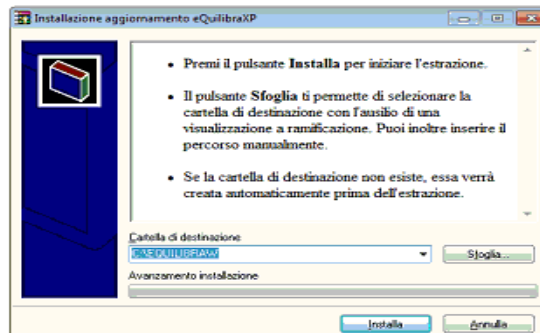 Installazione aggiornamento eQuilibraXP
• Premi il pulsante Installa per iniziare l'estrazione.
• Il pulsante Sfoglia ti permette di selezionare la
cartella di destinazione con l'ausilio di una
visualizzazione a ramificazione. Puoi inoltre inserire il
percorso manualmente.
• Se la cartella di destinazione non esiste, essa verrà
creata automaticamente prima dell'estrazione.
Cartella di destinazione
C:\EQUILIBRAW
Sfoglia...
Avanzamento installazione
Installa
Annulla